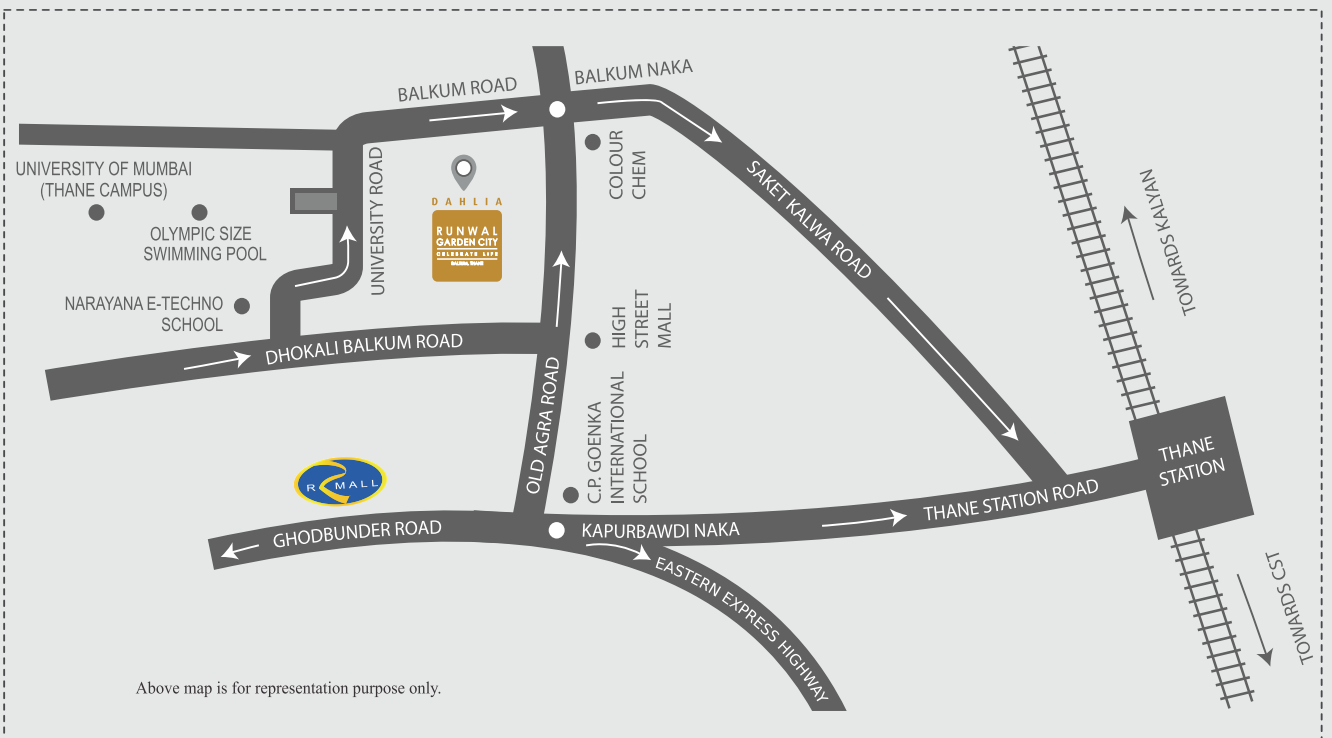 BALKUM ROAD
BALKUM NAKA
UNIVERSITY OF MUMBAI
(THANE CAMPUS)
OLYMPIC SIZE
SWIMMING POOL
NARAYANA E-TECHNO
SCHOOL
UNIVERSITY ROAD
DAHLIA
RUNWAL
GARDEN CITY
CELEBRATE LIFE
BALKUM, THANE
COLOUR
CHEM
SAKET KALWA ROAD
TOWARDS KALYAN
HIGH
STREET
MALL
DHOKALI BALKUM ROAD
OLD AGRA ROAD
C.P. GOENKA
INTERNATIONAL
SCHOOL
R MALL
GHODBUNDER ROAD
KAPURBAWDI NAKA
THANE STATION ROAD
THANE
STATION
EASTERN EXPRESS HIGHWAY
TOWARDS CST
Above map is for representation purpose only.